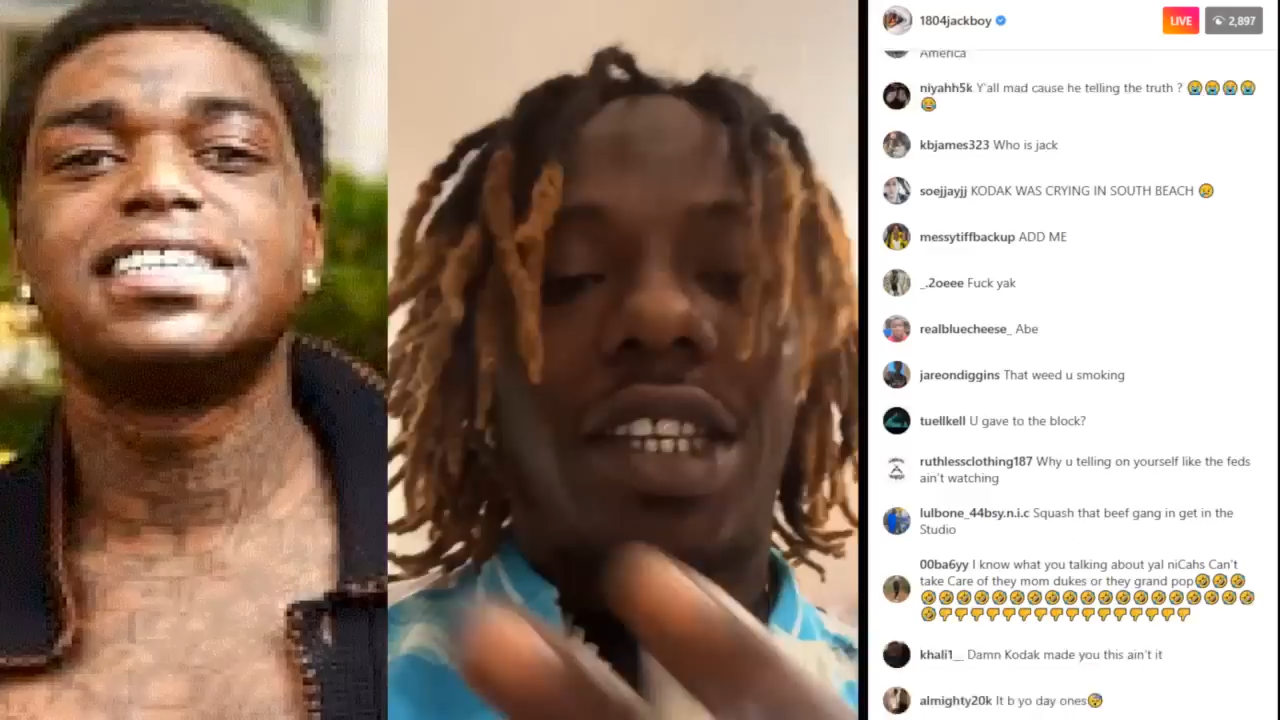 1804jackboy
LIVE
2,897
America
niyahh5k Y'all mad cause he telling the truth ? 😭😭😭😭
😂
kbjames323 Who is jack
soejjayjj KODAK WAS CRYING IN SOUTH BEACH 😢
messytiffbackup ADD ME
_.2oeee Fuck yak
realbluecheese_ Abe
jareondiggins That weed u smoking
tuellkell U gave to the block?
ruthlessclothing187 Why u telling on yourself like the feds
ain't watching
lulbone_44bsy.n.i.c Squash that beef gang in get in the
Studio
00ba6yy I know what you talking about yal niCahs Can't
take Care of they mom dukes or they grand pop🤣🤣🤣
🤣🤣🤣🤣🤣🤣🤣🤣🤣🤣🤣🤣🤣🤣🤣🤣🤣🤣🤣
🤣👎👎👎👎👎👎👎👎👎👎👎👎👎👎👎👎
khali1__ Damn Kodak made you this ain't it
almighty20k It b yo day ones🤯